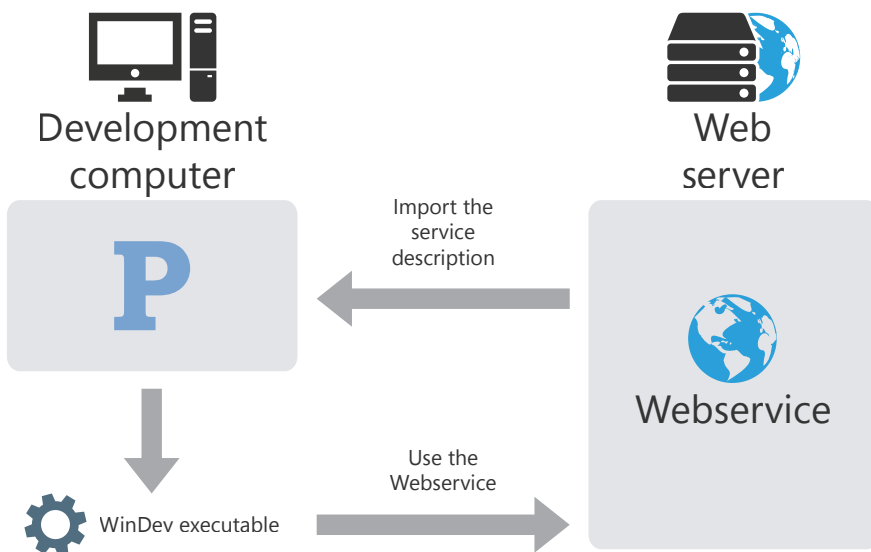 Development
computer
Web
server
Import the
service
description
P
Webservice
Use the
Webservice
WinDev executable